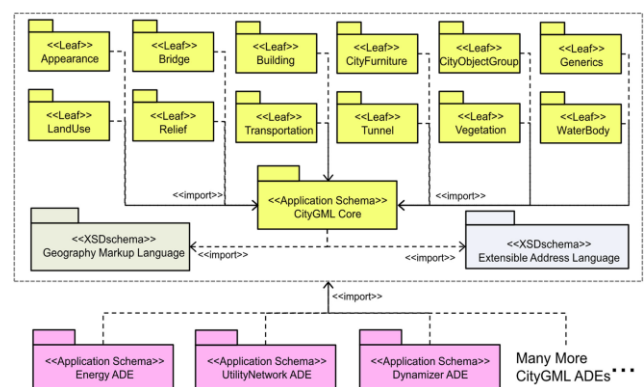 <<Leaf>> <<Leaf>> <<Leaf>> <<Leaf>> <<Leaf>> <<Leaf>>
Appearance Bridge Building CityFurniture CityObjectGroup Generics
<<Leaf>> <<Leaf>> <<Leaf>> <<Leaf>> <<Leaf>> <<Leaf>>
LandUse Relief Transportation Tunnel Vegetation WaterBody
<<import>> <<import>>
<<Application Schema>>
CityGML Core
<<XSDschema>>
Geography Markup Language
<<import>> <<import>>
<<XSDschema>>
Extensible Address Language
<<import>>
<<Application Schema>>
Energy ADE
<<Application Schema>>
UtilityNetwork ADE
<<Application Schema>>
Dynamizer ADE
Many More
CityGML ADEs...